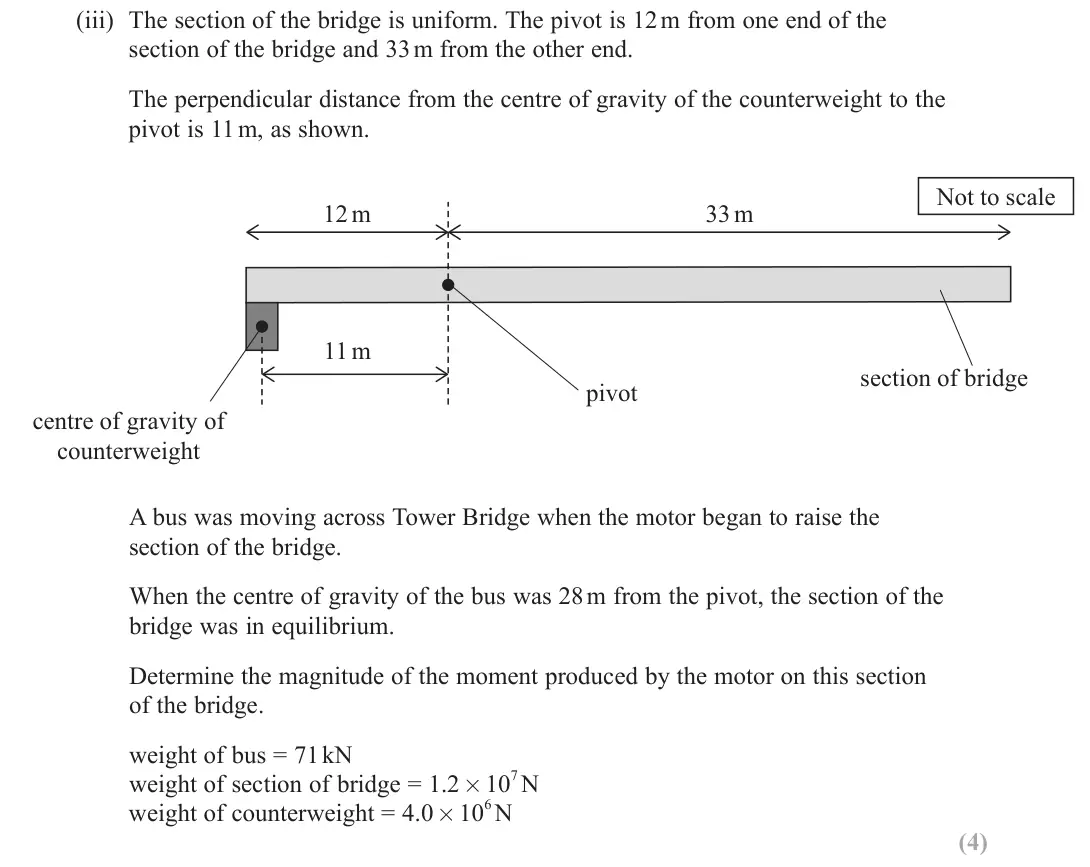 (iii) The section of the bridge is uniform. The pivot is 12 m from one end of the
section of the bridge and 33 m from the other end.
The perpendicular distance from the centre of gravity of the counterweight to the
pivot is 11 m, as shown.
Not to scale
12 m
33 m
11 m
pivot
section of bridge
centre of gravity of
counterweight
A bus was moving across Tower Bridge when the motor began to raise the
section of the bridge.
When the centre of gravity of the bus was 28 m from the pivot, the section of the
bridge was in equilibrium.
Determine the magnitude of the moment produced by the motor on this section
of the bridge.
weight of bus = 71 kN
weight of section of bridge = 1.2 × 10⁷ N
weight of counterweight = 4.0 × 10⁶ N
(4)